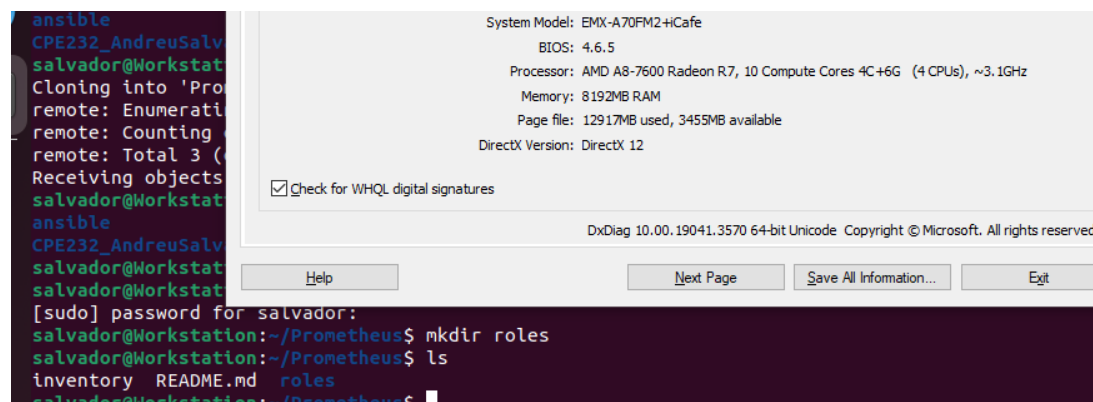 ansible
CPE232_AndreuSalv
salvador@Workstat
Cloning into 'Pro
remote: Enumerati
remote: Counting
remote: Total 3 (
Receiving objects
salvador@Workstat
ansible
CPE232_AndreuSalv
salvador@Workstat
salvador@Workstat
[sudo] password for salvador:
salvador@Workstation:~/Prometheus$ mkdir roles
salvador@Workstation:~/Prometheus$ ls
inventory README.md roles
salvador@Workstation:~/Prometheus$
System Model: EMX-A70FM2+iCafe
BIOS: 4.6.5
Processor: AMD A8-7600 Radeon R7, 10 Compute Cores 4C+6G (4 CPUs), ~3.1GHz
Memory: 8192MB RAM
Page file: 12917MB used, 3455MB available
DirectX Version: DirectX 12
Check for WHQL digital signatures
DxDiag 10.00.19041.3570 64-bit Unicode Copyright © Microsoft. All rights reserved
Help Next Page Save All Information... Exit